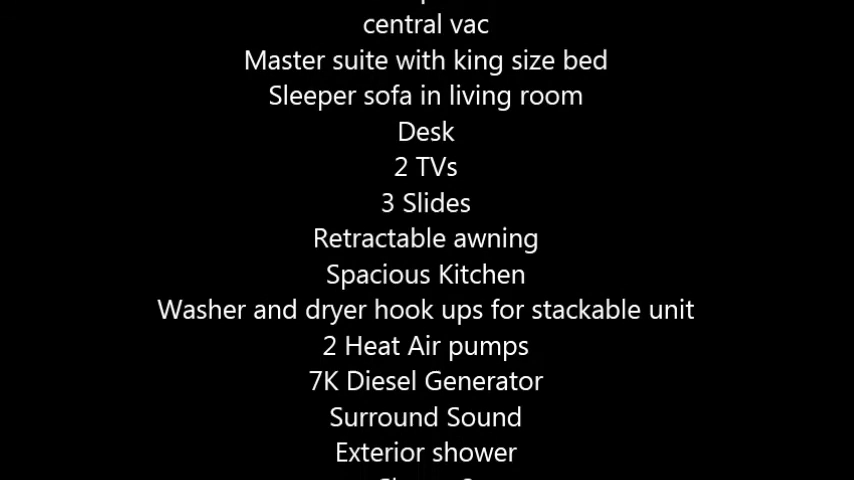 central vac
Master suite with king size bed
Sleeper sofa in living room
Desk
2 TVs
3 Slides
Retractable awning
Spacious Kitchen
Washer and dryer hook ups for stackable unit
2 Heat Air pumps
7K Diesel Generator
Surround Sound
Exterior shower